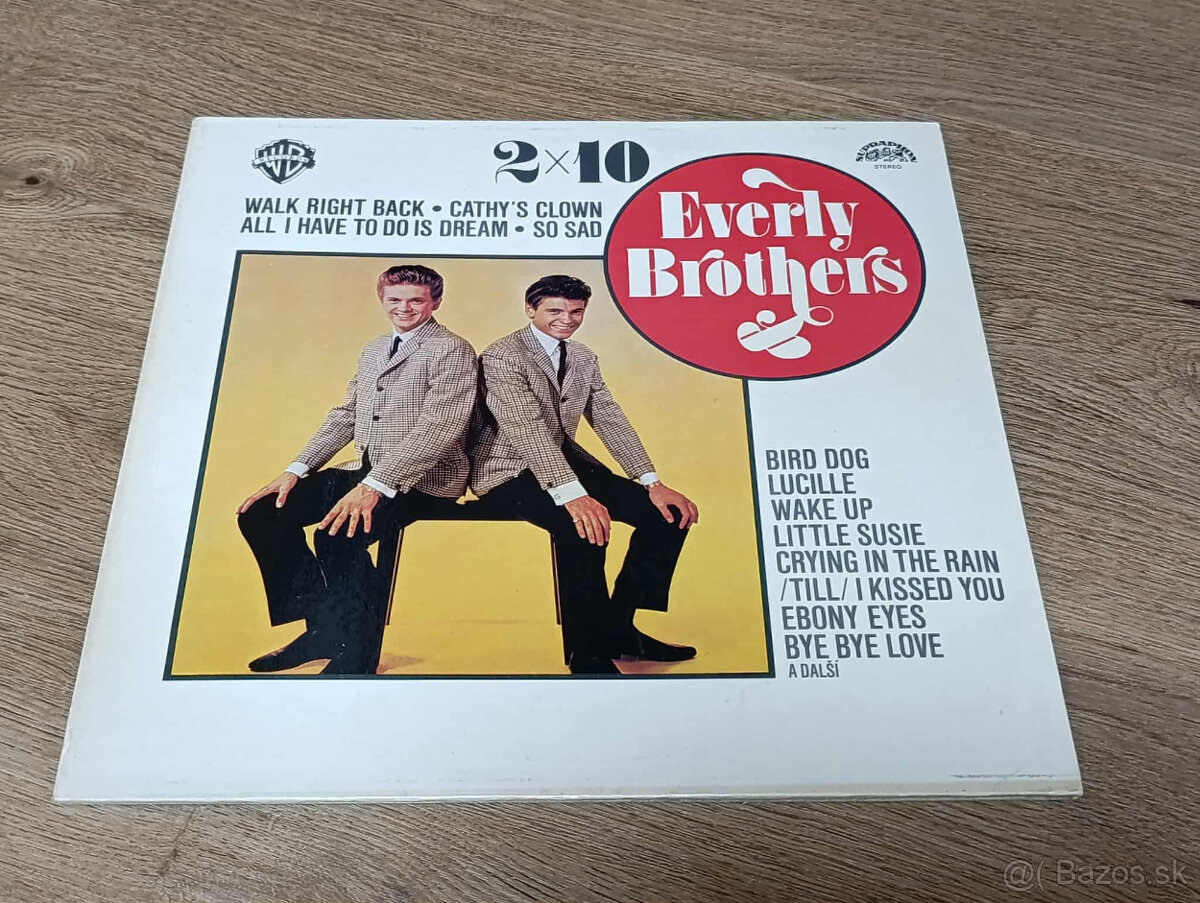 WB
RECORDS
2×10
SUPRAPHON
STEREO
WALK RIGHT BACK • CATHY'S CLOWN
ALL I HAVE TO DO IS DREAM • SO SAD
Everly
Brothers
BIRD DOG
LUCILLE
WAKE UP
LITTLE SUSIE
CRYING IN THE RAIN
/TILL/ I KISSED YOU
EBONY EYES
BYE BYE LOVE
A DALŠÍ
@( Bazos.sk